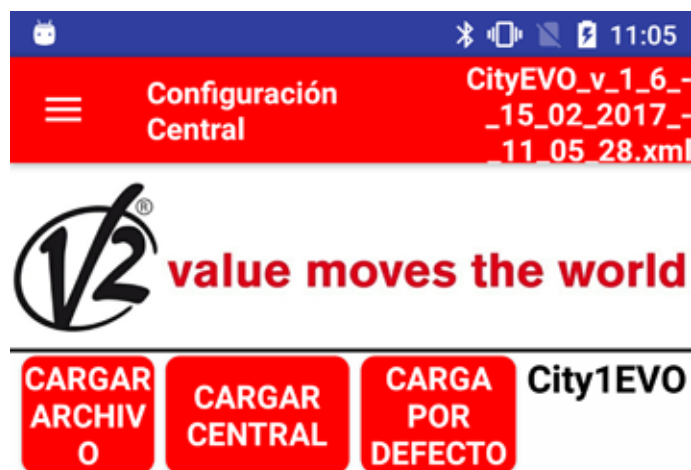 11:05
Configuración
Central
CityEVO_v_1_6_-
_15_02_2017_-
_11_05_28.xml
V2®
value moves the world
CARGAR
ARCHIV
O
CARGAR
CENTRAL
CARGA
POR
DEFECTO
City1EVO